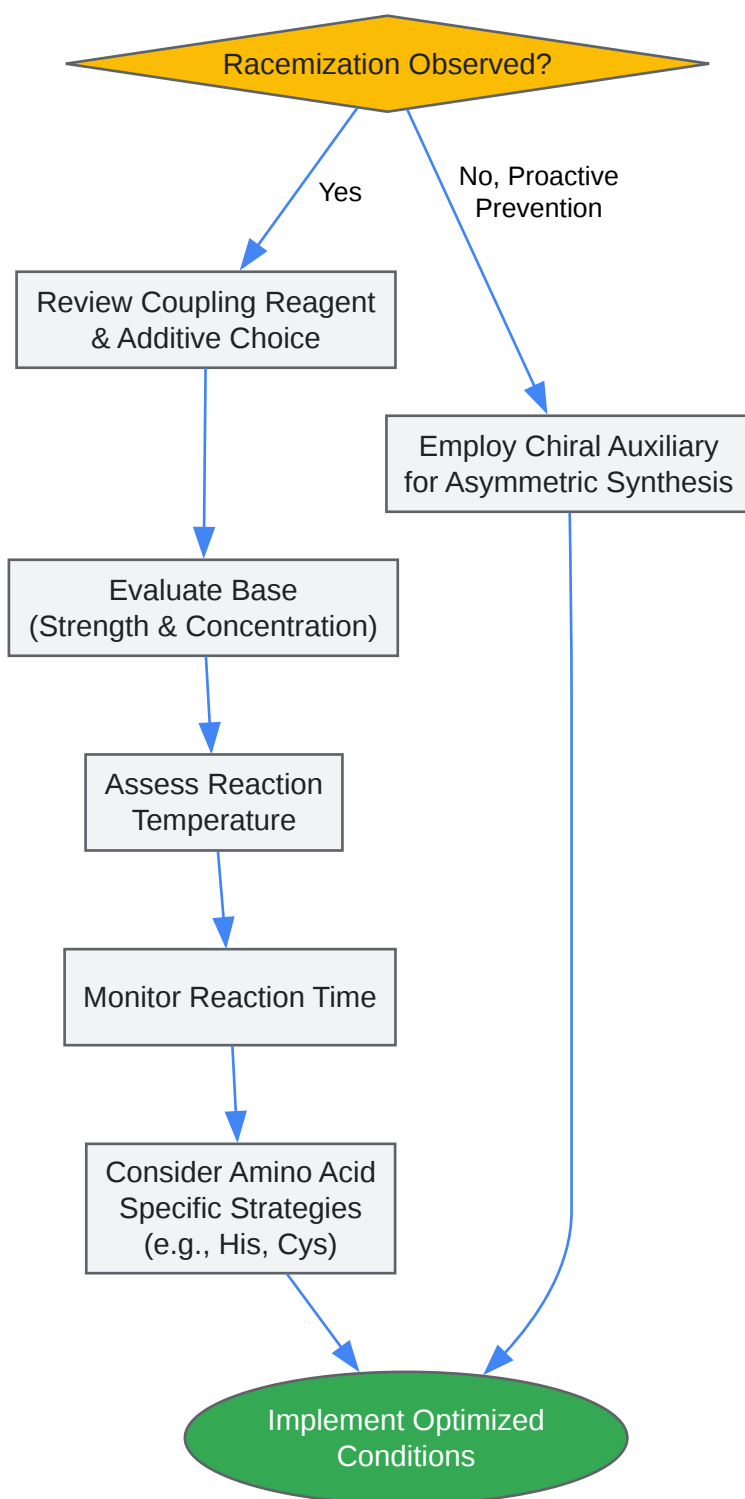 Racemization Observed?
Yes
No, Proactive
Prevention
Review Coupling Reagent
& Additive Choice
Employ Chiral Auxiliary
for Asymmetric Synthesis
Evaluate Base
(Strength & Concentration)
Assess Reaction
Temperature
Monitor Reaction Time
Consider Amino Acid
Specific Strategies
(e.g., His, Cys)
Implement Optimized
Conditions